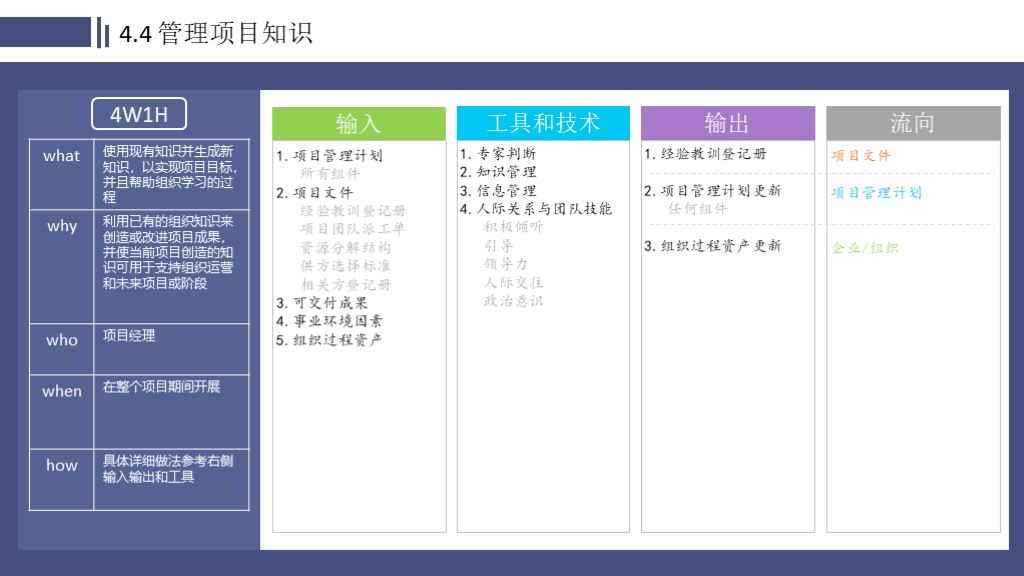 4.4 管理项目知识
4W1H
what
使用现有知识并生成新
知识，以实现项目目标，
并且帮助组织学习的过
程
why
利用已有的组织知识来
创造或改进项目成果，
并使当前项目创造的知
识可用于支持组织运营
和未来项目或阶段
who
项目经理
when
在整个项目期间开展
how
具体详细做法参考右侧
输入输出和工具
输入
1. 项目管理计划
所有组件
2. 项目文件
经验教训登记册
项目团队派工单
资源分解结构
供方选择标准
相关方登记册
3. 可交付成果
4. 事业环境因素
5. 组织过程资产
工具和技术
1. 专家判断
2. 知识管理
3. 信息管理
4. 人际关系与团队技能
积极倾听
引导
领导力
人际交往
政治意识
输出
1. 经验教训登记册
2. 项目管理计划更新
任何组件
3. 组织过程资产更新
流向
项目文件
项目管理计划
企业/组织